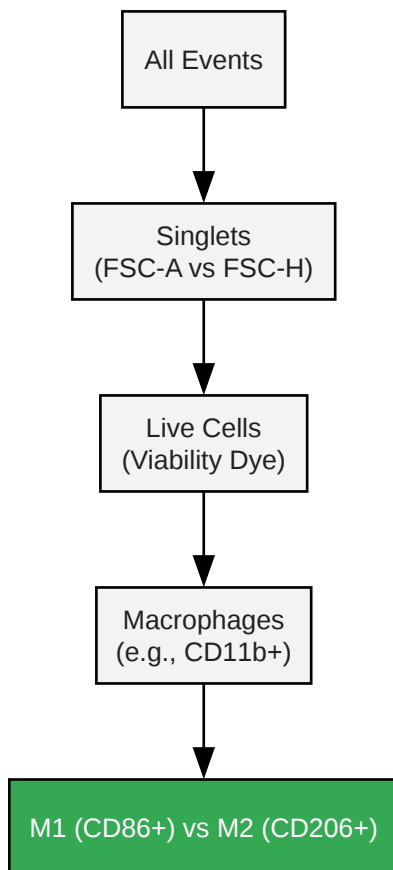 All Events
Singlets
(FSC-A vs FSC-H)
Live Cells
(Viability Dye)
Macrophages
(e.g., CD11b+)
M1 (CD86+) vs M2 (CD206+)